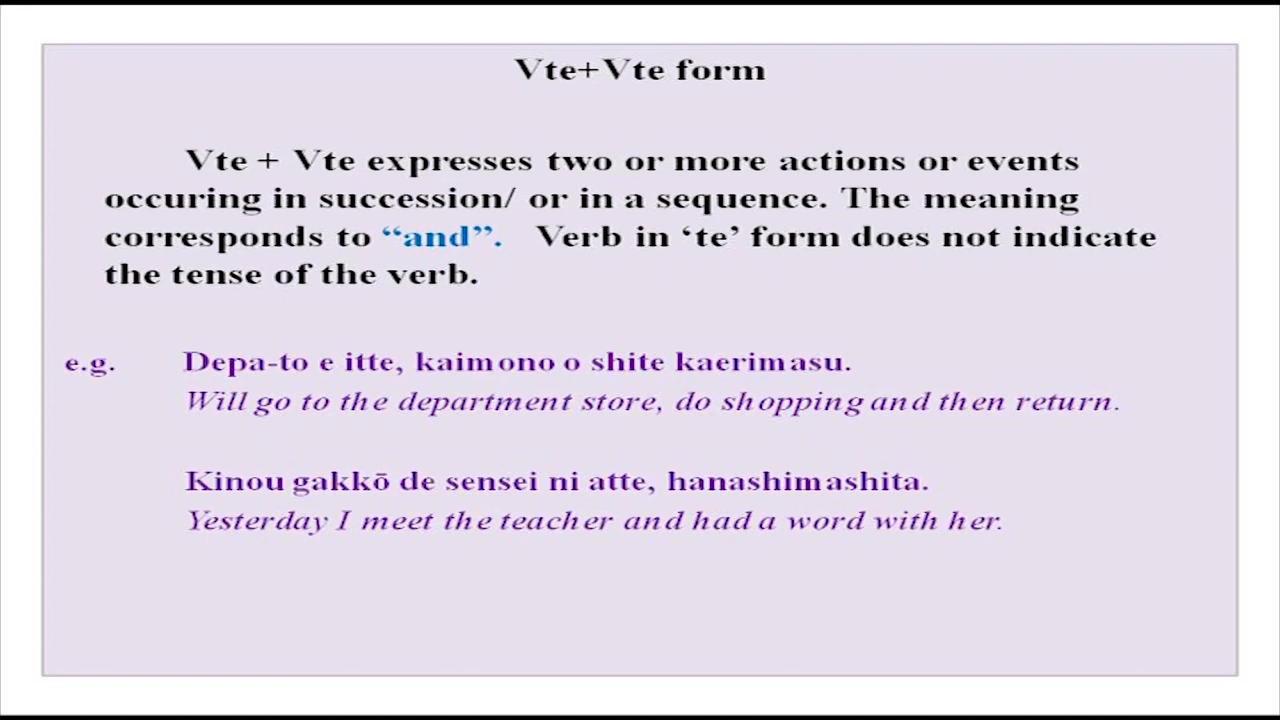 Vte+Vte form
Vte + Vte expresses two or more actions or events
occuring in succession/ or in a sequence. The meaning
corresponds to “and”. Verb in ‘te’ form does not indicate
the tense of the verb.
e.g. Depa-to e itte, kaimono o shite kaerimasu.
Will go to the department store, do shopping and then return.
Kinou gakkō de sensei ni atte, hanashimashita.
Yesterday I meet the teacher and had a word with her.